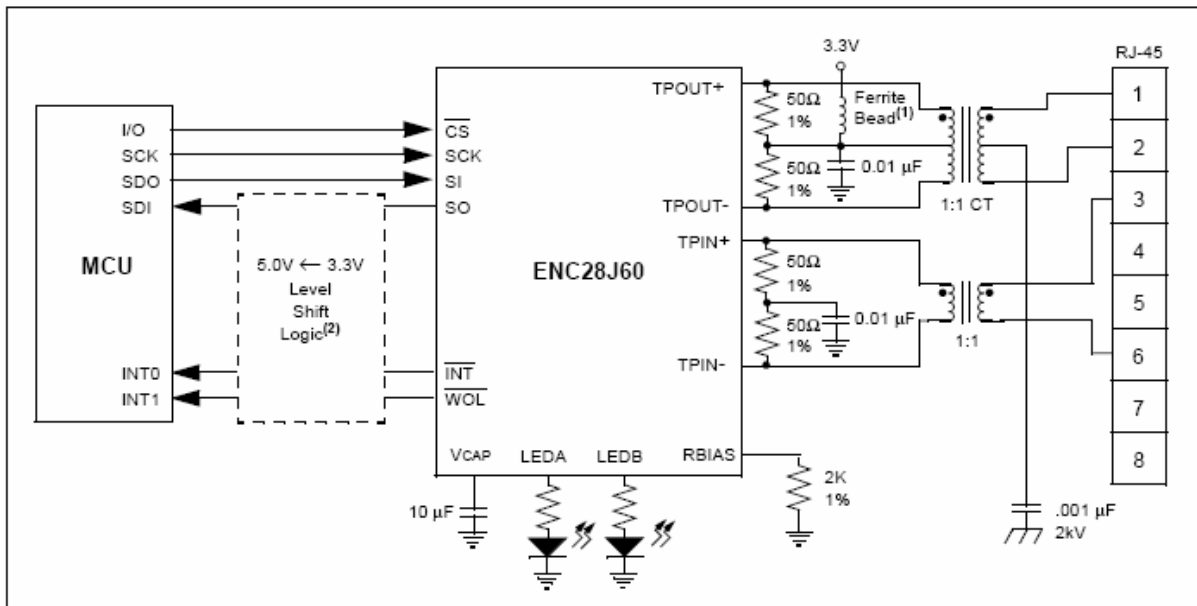 I/O
SCK
SDO
SDI
MCU
INT0
INT1
5.0V ← 3.3V
Level
Shift
Logic(2)
CS
SCK
SI
SO
INT
WOL
ENC28J60
TPOUT+
TPOUT-
TPIN+
TPIN-
RBIAS
VCAP
LEDA
LEDB
10 µF
3.3V
50Ω
1%
Ferrite
Bead(1)
50Ω
1%
0.01 µF
1:1 CT
50Ω
1%
50Ω
1%
0.01 µF
1:1
2K
1%
RJ-45
1
2
3
4
5
6
7
8
.001 µF
2kV